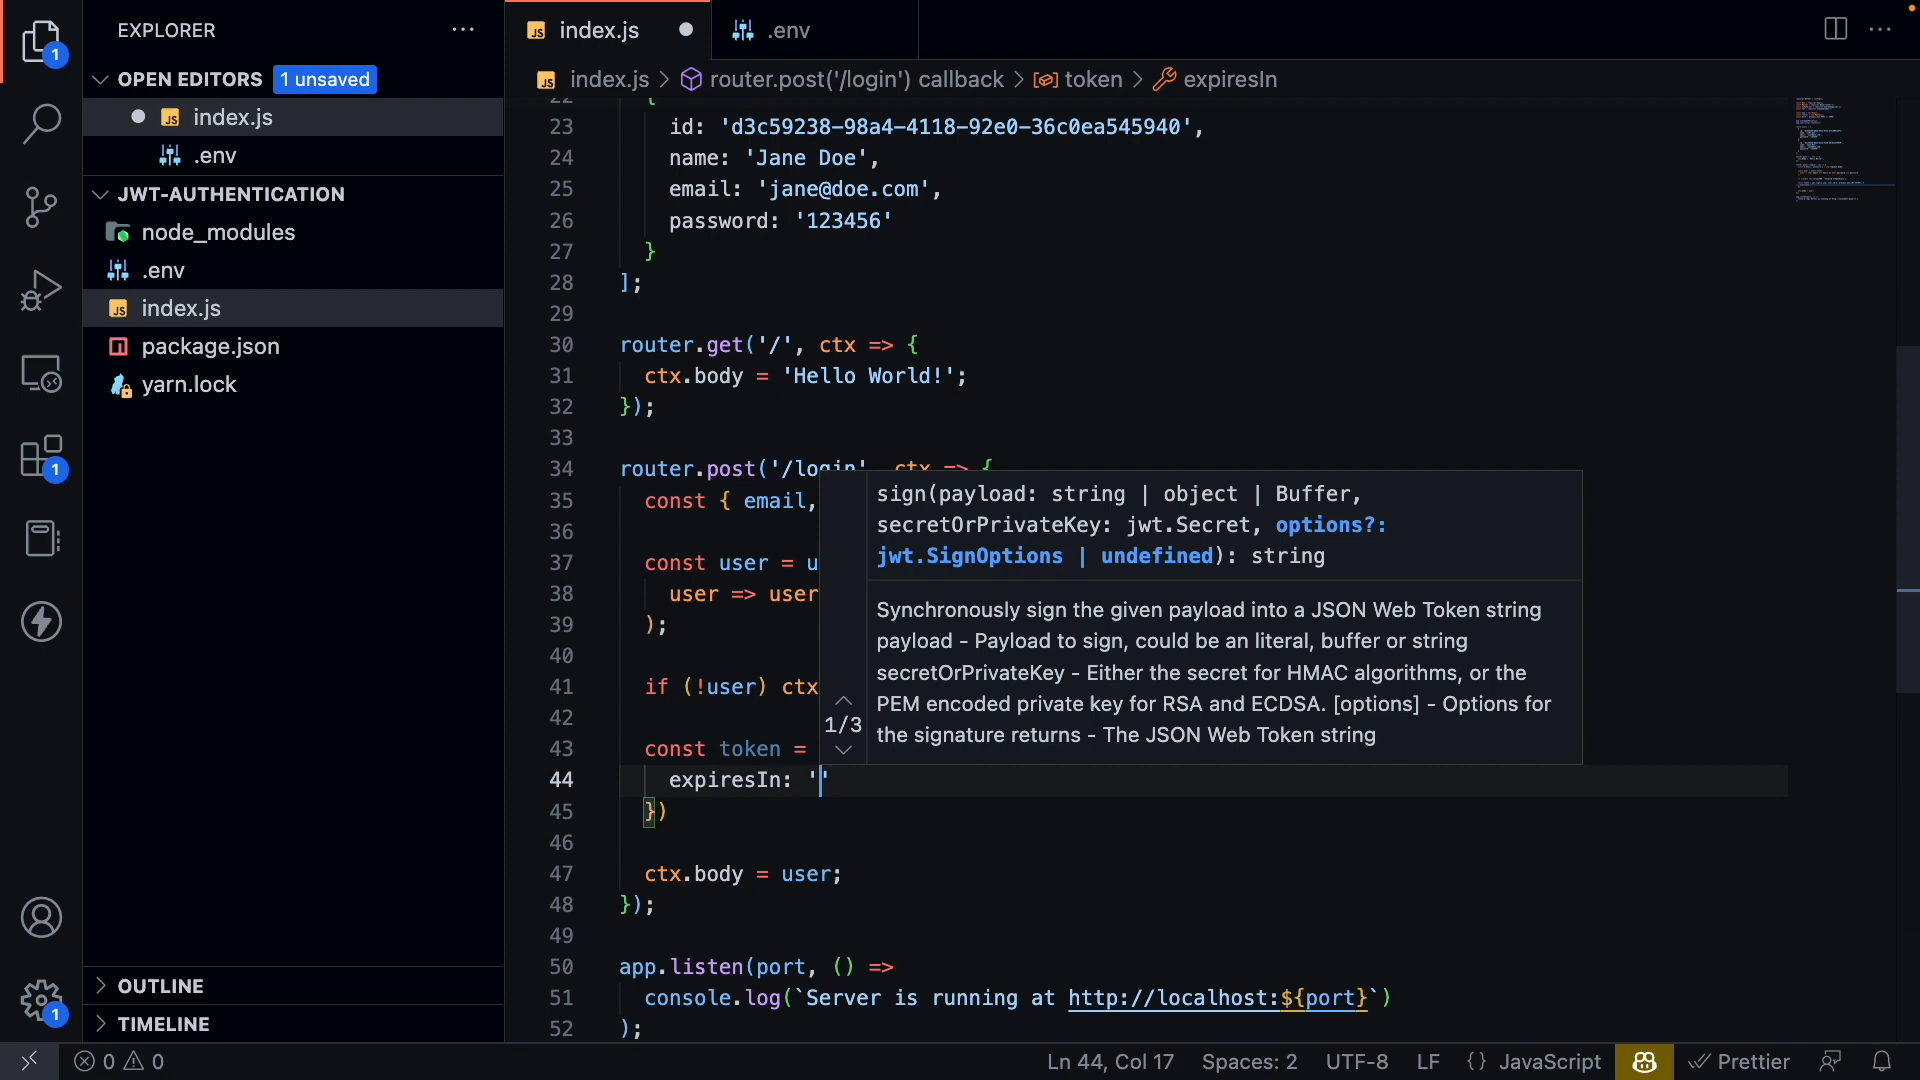 EXPLORER
OPEN EDITORS 1 unsaved
index.js
.env
JWT-AUTHENTICATION
node_modules
.env
index.js
package.json
yarn.lock
OUTLINE
TIMELINE
1
1
1
index.js
.env
index.js > router.post('/login') callback > token > expiresIn
22 {
23 id: 'd3c59238-98a4-4118-92e0-36c0ea545940',
24 name: 'Jane Doe',
25 email: 'jane@doe.com',
26 password: '123456'
27 }
28 ];
29
30 router.get('/', ctx => {
31 ctx.body = 'Hello World!';
32 });
33
34 router.post('/login', ctx => {
35 const { email,
36
37 const user = u
38 user => user
39 );
40
41 if (!user) ctx
42
43 const token =
44 expiresIn: ''
45 })
46
47 ctx.body = user;
48 });
49
50 app.listen(port, () =>
51 console.log(`Server is running at http://localhost:${port}`)
52 );
1/3
sign(payload: string | object | Buffer,
secretOrPrivateKey: jwt.Secret, options?:
jwt.SignOptions | undefined): string
Synchronously sign the given payload into a JSON Web Token string
payload - Payload to sign, could be an literal, buffer or string
secretOrPrivateKey - Either the secret for HMAC algorithms, or the
PEM encoded private key for RSA and ECDSA. [options] - Options for
the signature returns - The JSON Web Token string
0 0
Ln 44, Col 17 Spaces: 2 UTF-8 LF {} JavaScript Prettier